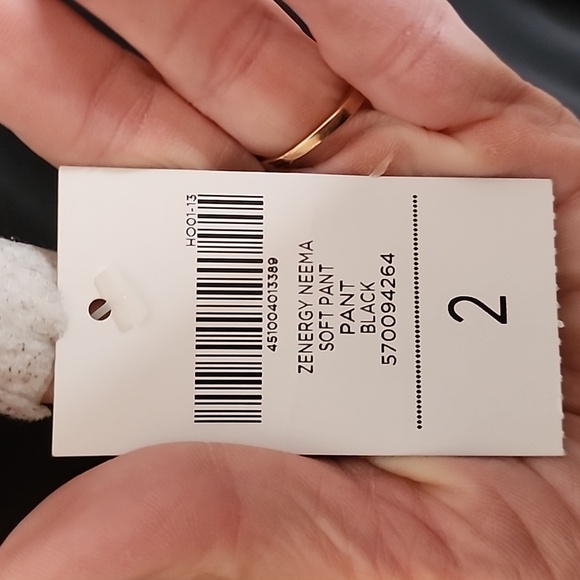 HO01-13
451004013389
ZENERGY NEEMA
SOFT PANT
PANT
BLACK
570094264
2